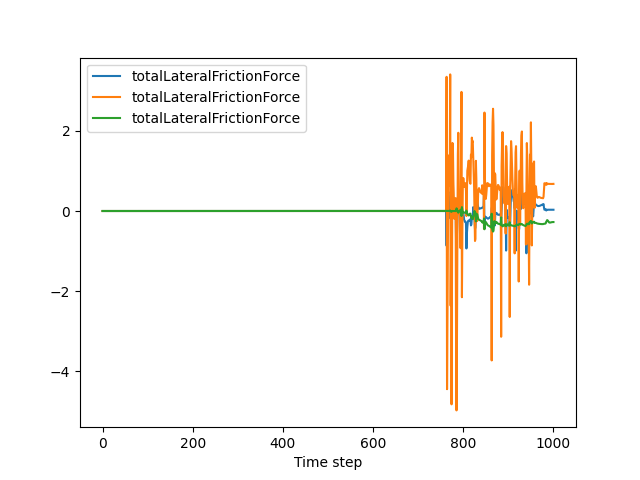 totalLateralFrictionForce
totalLateralFrictionForce
totalLateralFrictionForce
2
0
−2
−4
0 200 400 600 800 1000
Time step